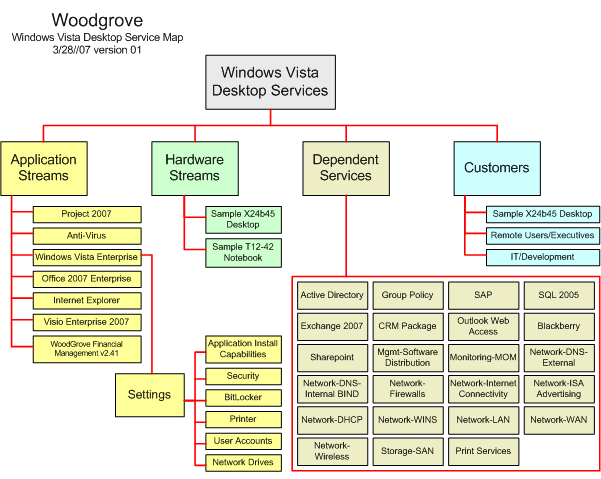 Woodgrove
Windows Vista Desktop Service Map
3/28//07 version 01
Windows Vista
Desktop Services
Application
Streams
Hardware
Streams
Dependent
Services
Customers
Project 2007
Anti-Virus
Windows Vista Enterprise
Office 2007 Enterprise
Internet Explorer
Visio Enterprise 2007
WoodGrove Financial
Management v2.41
Settings
Application Install
Capabilities
Security
BitLocker
Printer
User Accounts
Network Drives
Sample X24b45
Desktop
Sample T12-42
Notebook
Sample X24b45 Desktop
Remote Users/Executives
IT/Development
Active Directory
Group Policy
SAP
SQL 2005
Exchange 2007
CRM Package
Outlook Web
Access
Blackberry
Sharepoint
Mgmt-Software
Distribution
Monitoring-MOM
Network-DNS-
External
Network-DNS-
Internal BIND
Network-
Firewalls
Network-Internet
Connectivity
Network-ISA
Advertising
Network-DHCP
Network-WINS
Network-LAN
Network-WAN
Network-
Wireless
Storage-SAN
Print Services